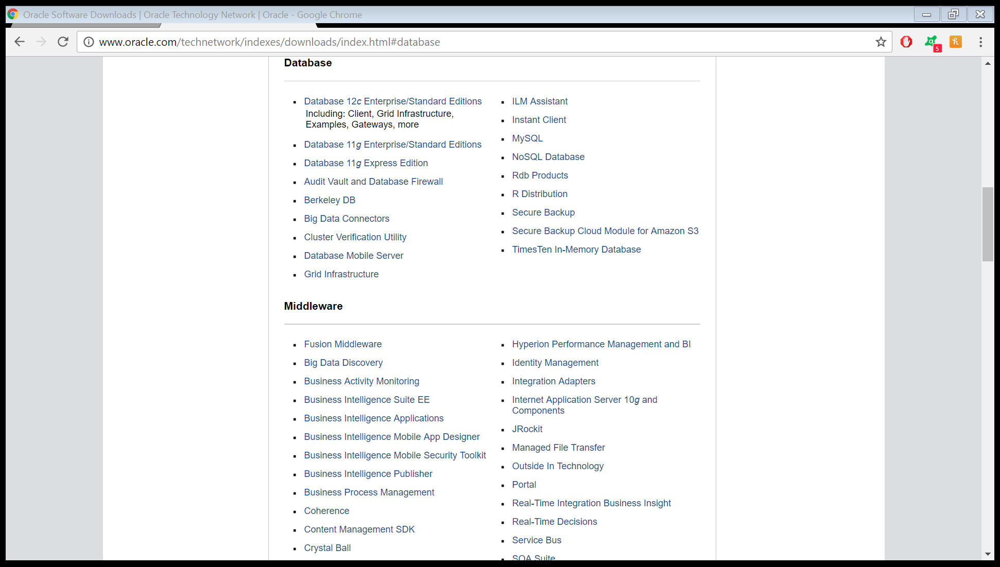 Oracle Software Downloads | Oracle Technology Network | Oracle - Google Chrome
www.oracle.com/technetwork/indexes/downloads/index.html#database
5
h
Database
Database 12c Enterprise/Standard Editions
Including: Client, Grid Infrastructure,
Examples, Gateways, more
Database 11g Enterprise/Standard Editions
Database 11g Express Edition
Audit Vault and Database Firewall
Berkeley DB
Big Data Connectors
Cluster Verification Utility
Database Mobile Server
Grid Infrastructure
ILM Assistant
Instant Client
MySQL
NoSQL Database
Rdb Products
R Distribution
Secure Backup
Secure Backup Cloud Module for Amazon S3
TimesTen In-Memory Database
Middleware
Fusion Middleware
Big Data Discovery
Business Activity Monitoring
Business Intelligence Suite EE
Business Intelligence Applications
Business Intelligence Mobile App Designer
Business Intelligence Mobile Security Toolkit
Business Intelligence Publisher
Business Process Management
Coherence
Content Management SDK
Crystal Ball
Hyperion Performance Management and BI
Identity Management
Integration Adapters
Internet Application Server 10g and
Components
JRockit
Managed File Transfer
Outside In Technology
Portal
Real-Time Integration Business Insight
Real-Time Decisions
Service Bus
SOA Suite